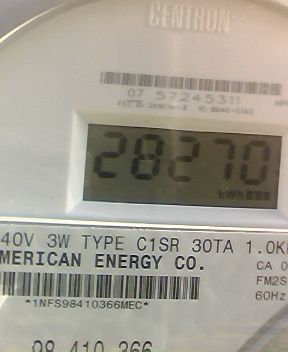 CENTRON
07 57245311
28270
kWh
40V 3W TYPE C1SR 30TA 1.0K
MERICAN ENERGY CO.
CA 0
FM2S
60Hz
*1NFS98410366MEC*
98 410 366